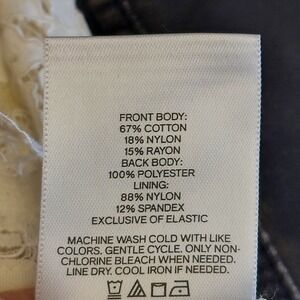 FRONT BODY:
67% COTTON
18% NYLON
15% RAYON
BACK BODY:
100% POLYESTER
LINING:
88% NYLON
12% SPANDEX
EXCLUSIVE OF ELASTIC
MACHINE WASH COLD WITH LIKE
COLORS. GENTLE CYCLE. ONLY NON-
CHLORINE BLEACH WHEN NEEDED.
LINE DRY. COOL IRON IF NEEDED.